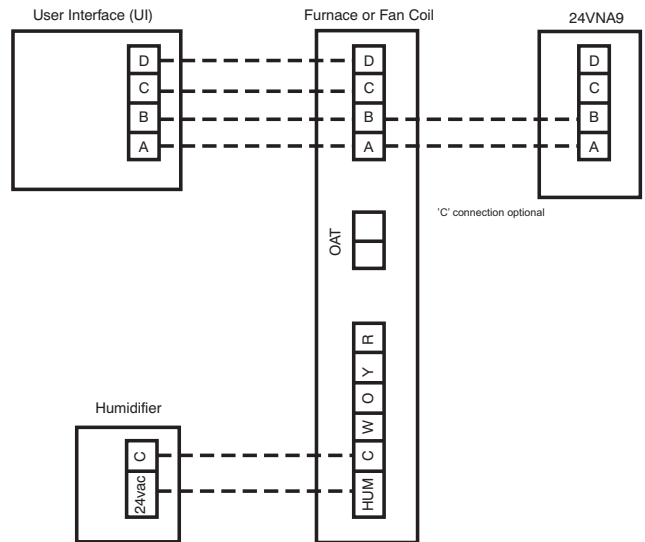 User Interface (UI)
D
C
B
A
Furnace or Fan Coil
D
C
B
A
24VNA9
D
C
B
A
'C' connection optional
OAT
R
Y
O
W
C
HUM
Humidifier
C
24vac